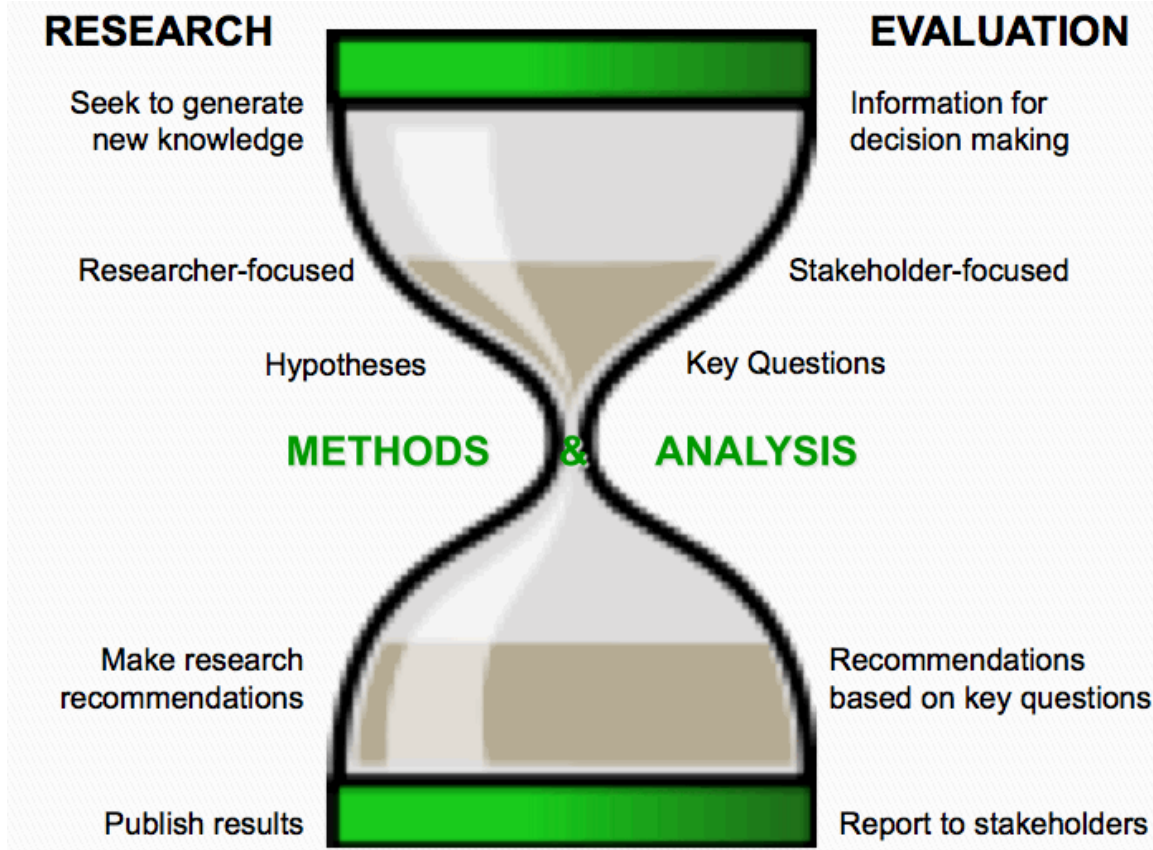 RESEARCH
EVALUATION
Seek to generate
new knowledge
Information for
decision making
Researcher-focused
Stakeholder-focused
Hypotheses
Key Questions
METHODS & ANALYSIS
Make research
recommendations
Recommendations
based on key questions
Publish results
Report to stakeholders